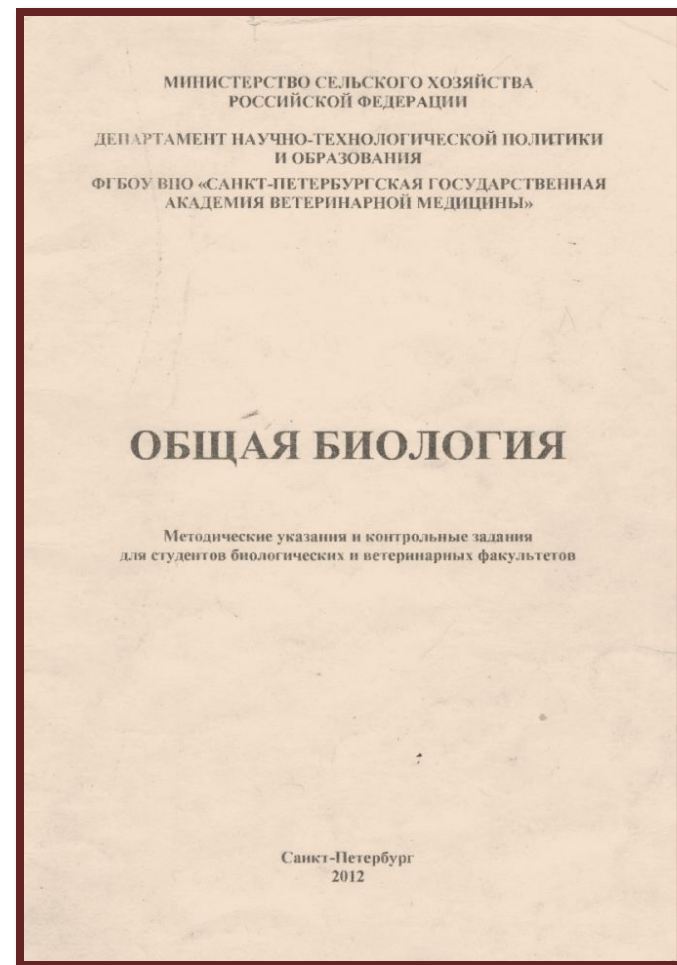 МИНИСТЕРСТВО СЕЛЬСКОГО ХОЗЯЙСТВА
РОССИЙСКОЙ ФЕДЕРАЦИИ
ДЕПАРТАМЕНТ НАУЧНО-ТЕХНОЛОГИЧЕСКОЙ ПОЛИТИКИ
И ОБРАЗОВАНИЯ
ФГБОУ ВПО «САНКТ-ПЕТЕРБУРГСКАЯ ГОСУДАРСТВЕННАЯ
АКАДЕМИЯ ВЕТЕРИНАРНОЙ МЕДИЦИНЫ»
ОБЩАЯ БИОЛОГИЯ
Методические указания и контрольные задания
для студентов биологических и ветеринарных факультетов
Санкт-Петербург
2012